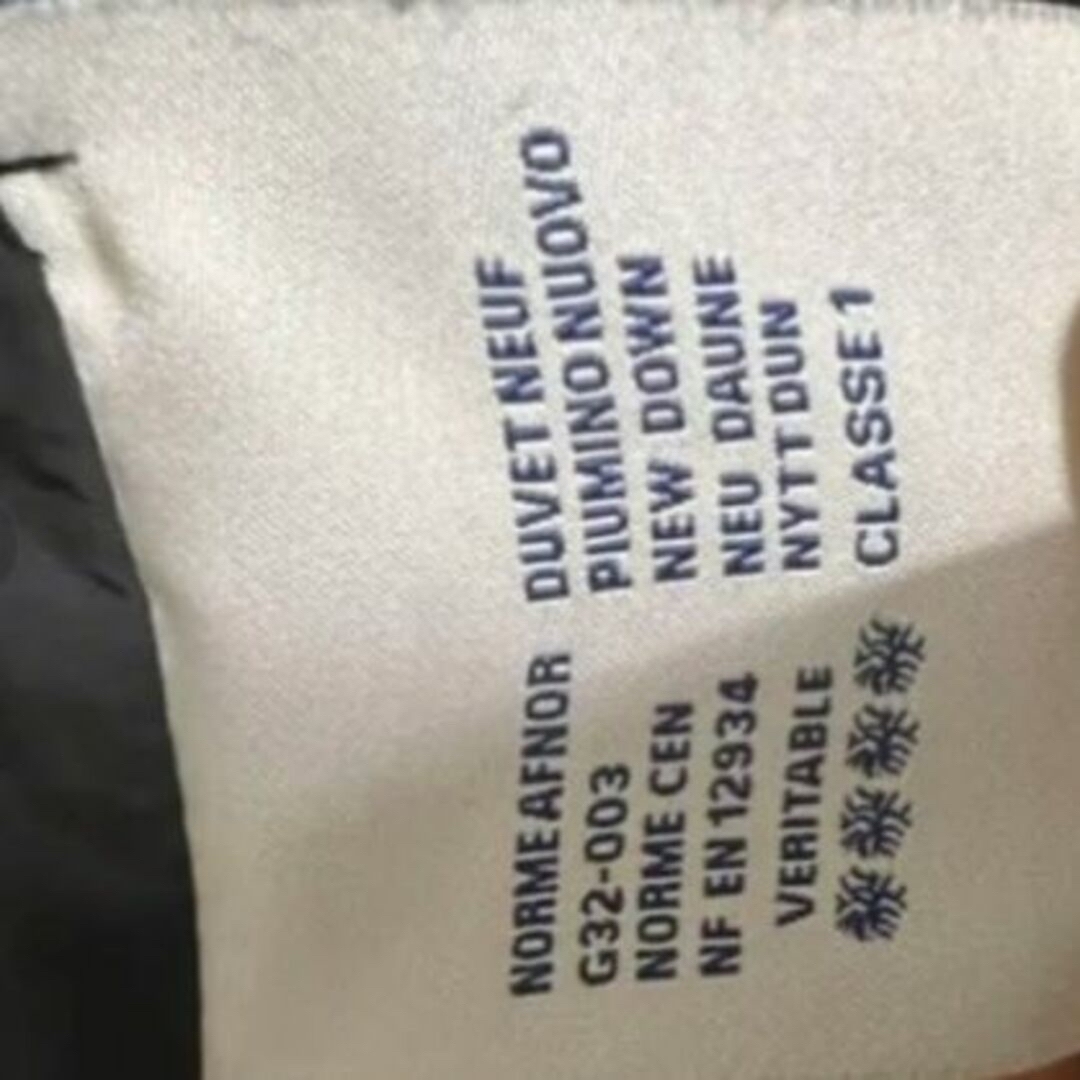 NORME AFNOR DUVET NEUF
G32-003 PIUMINO NUOVO
NORME CEN NEW DOWN
NF EN 12934 NEU DAUNE
VERITABLE NYTT DUN
CLASSE 1